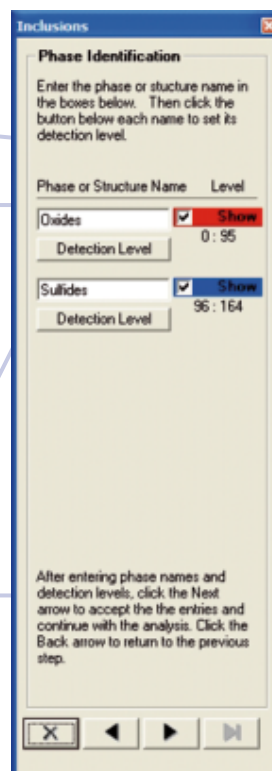 Inclusions
Phase Identification
Enter the phase or stucture name in
the boxes below. Then click the
button below each name to set its
detection level.
Phase or Structure Name Level
Oxides Show
0 : 95
Detection Level
Sulfides Show
96 : 164
Detection Level
After entering phase names and
detection levels, click the Next
arrow to accept the the entries and
continue with the analysis. Click the
Back arrow to return to the previous
step.